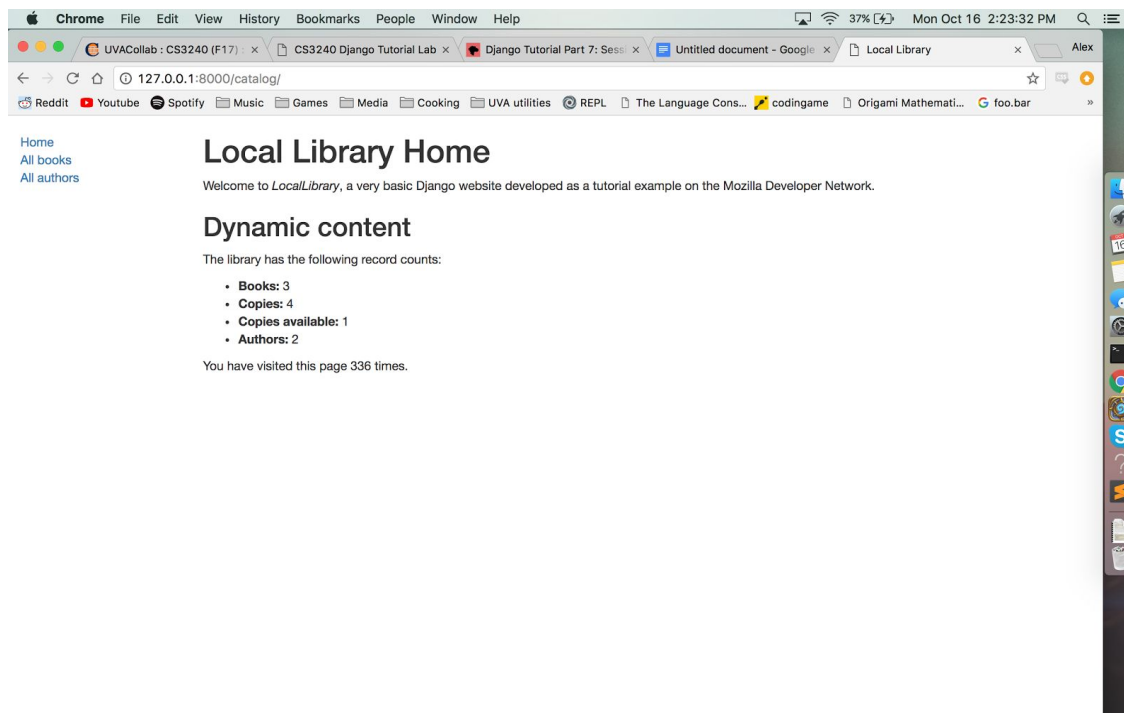 Chrome File Edit View History Bookmarks People Window Help 37% Mon Oct 16 2:23:32 PM
UVACollab : CS3240 (F17) : CS3240 Django Tutorial Lab Django Tutorial Part 7: Sess Untitled document - Google Local Library Alex
127.0.0.1:8000/catalog/
Reddit Youtube Spotify Music Games Media Cooking UVA utilities REPL The Language Cons... codingame Origami Mathemati... foo.bar »
Home
All books
All authors
Local Library Home
Welcome to LocalLibrary, a very basic Django website developed as a tutorial example on the Mozilla Developer Network.
Dynamic content
The library has the following record counts:
• Books: 3
• Copies: 4
• Copies available: 1
• Authors: 2
You have visited this page 336 times.